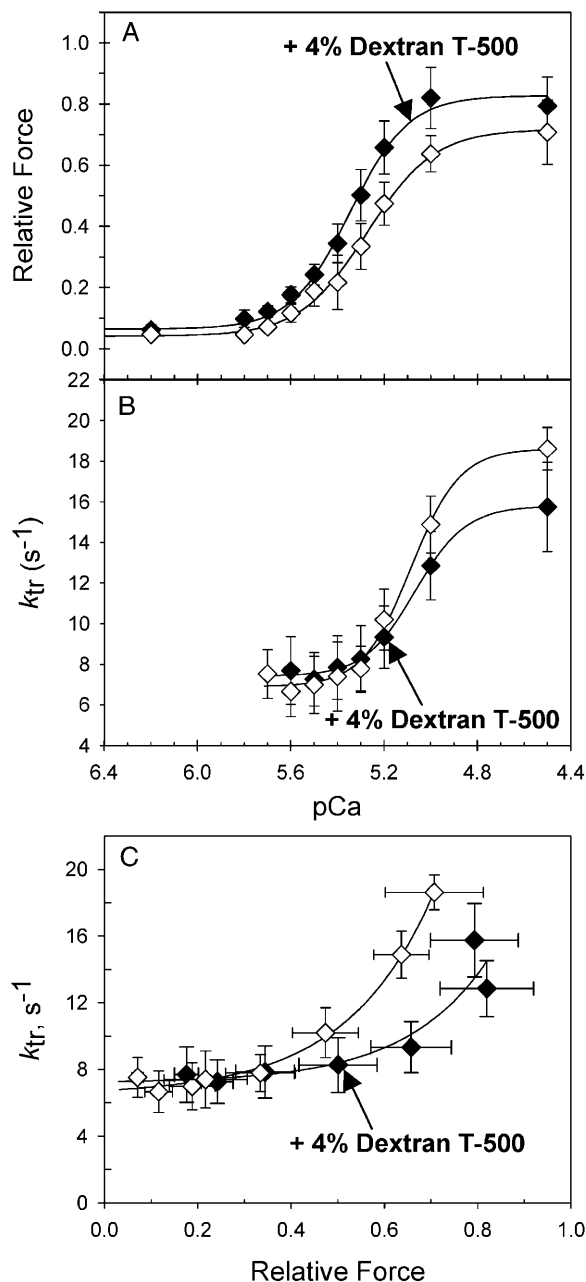 A
+ 4% Dextran T-500
1.0
0.8
0.6
0.4
0.2
0.0
Relative Force
B
22
20
18
16
14
12
10
8
6
4
k_tr (s⁻¹)
+ 4% Dextran T-500
6.4 6.0 5.6 5.2 4.8 4.4
pCa
C
20
16
12
8
4
0
k_tr, s⁻¹
+ 4% Dextran T-500
0.0 0.2 0.4 0.6 0.8 1.0
Relative Force